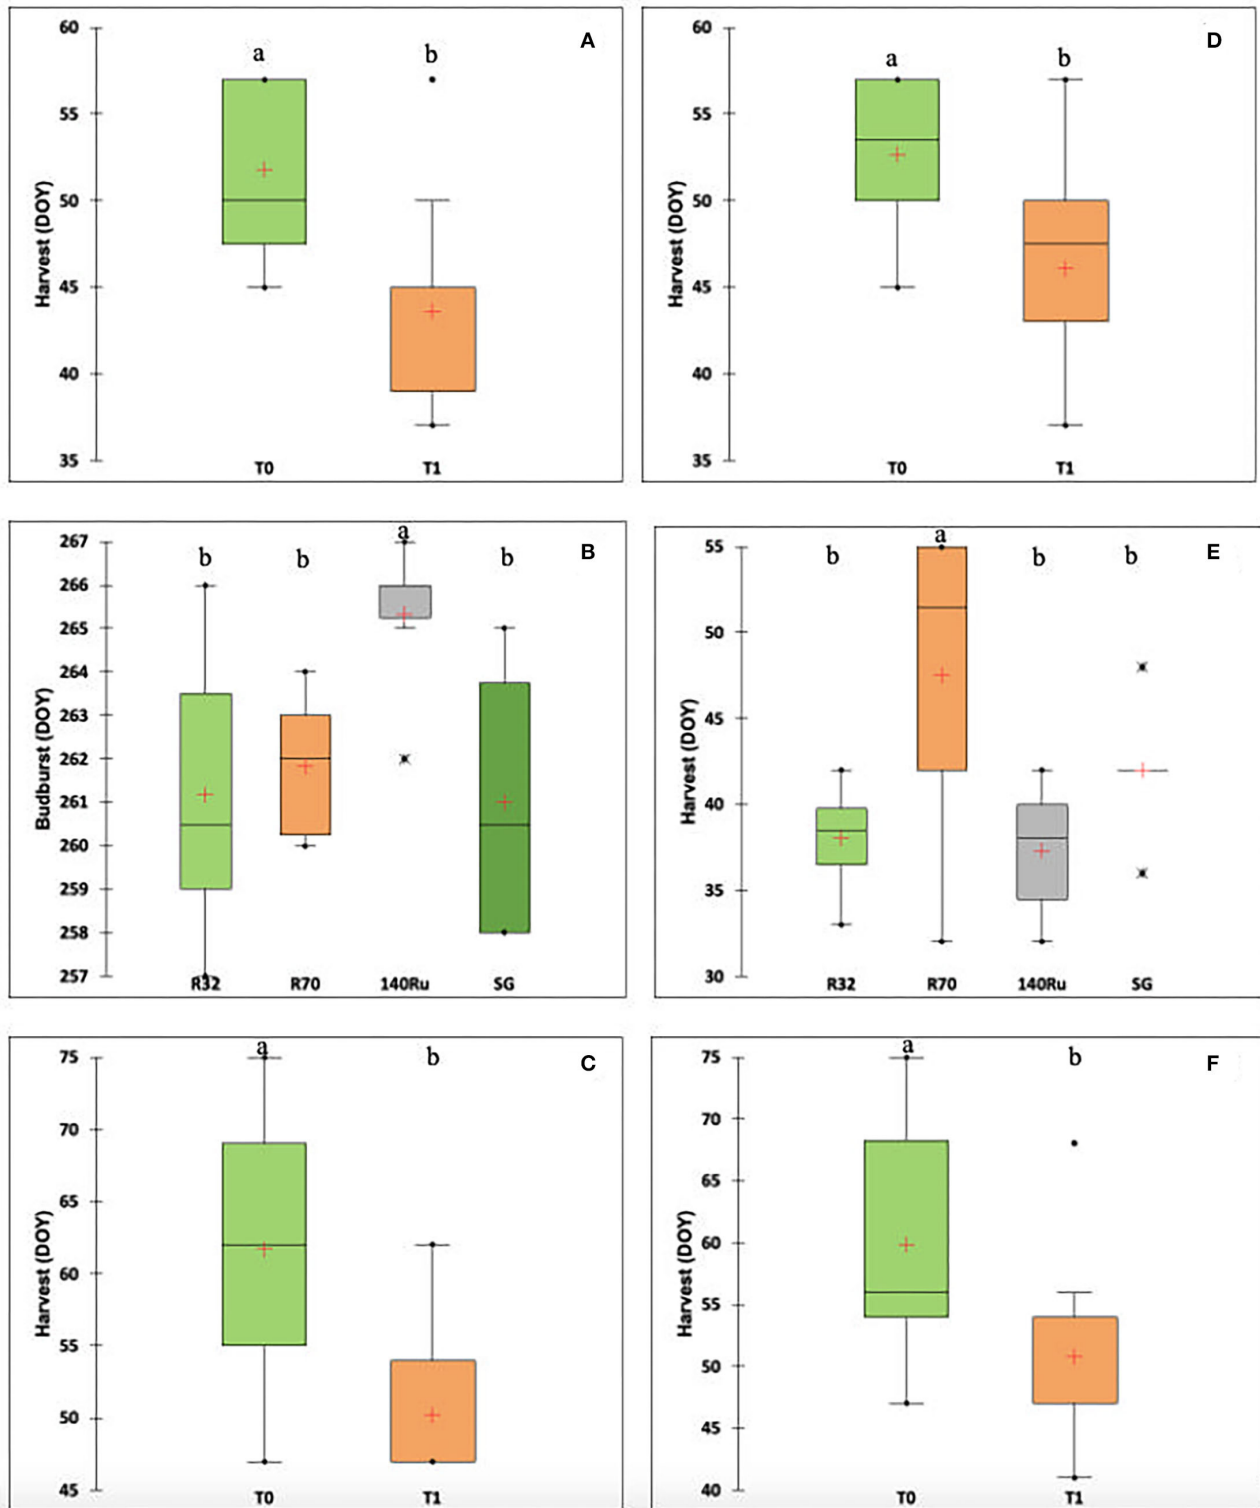 A
60
55
50
45
40
35
Harvest (DOY)
a
b
T0
T1
D
60
55
50
45
40
35
Harvest (DOY)
a
b
T0
T1
B
267
266
265
264
263
262
261
260
259
258
257
Budburst (DOY)
b
b
a
b
R32
R70
140Ru
SG
E
55
50
45
40
35
30
Harvest (DOY)
b
a
b
b
R32
R70
140Ru
SG
C
75
70
65
60
55
50
45
Harvest (DOY)
a
b
T0
T1
F
75
70
65
60
55
50
45
40
Harvest (DOY)
a
b
T0
T1